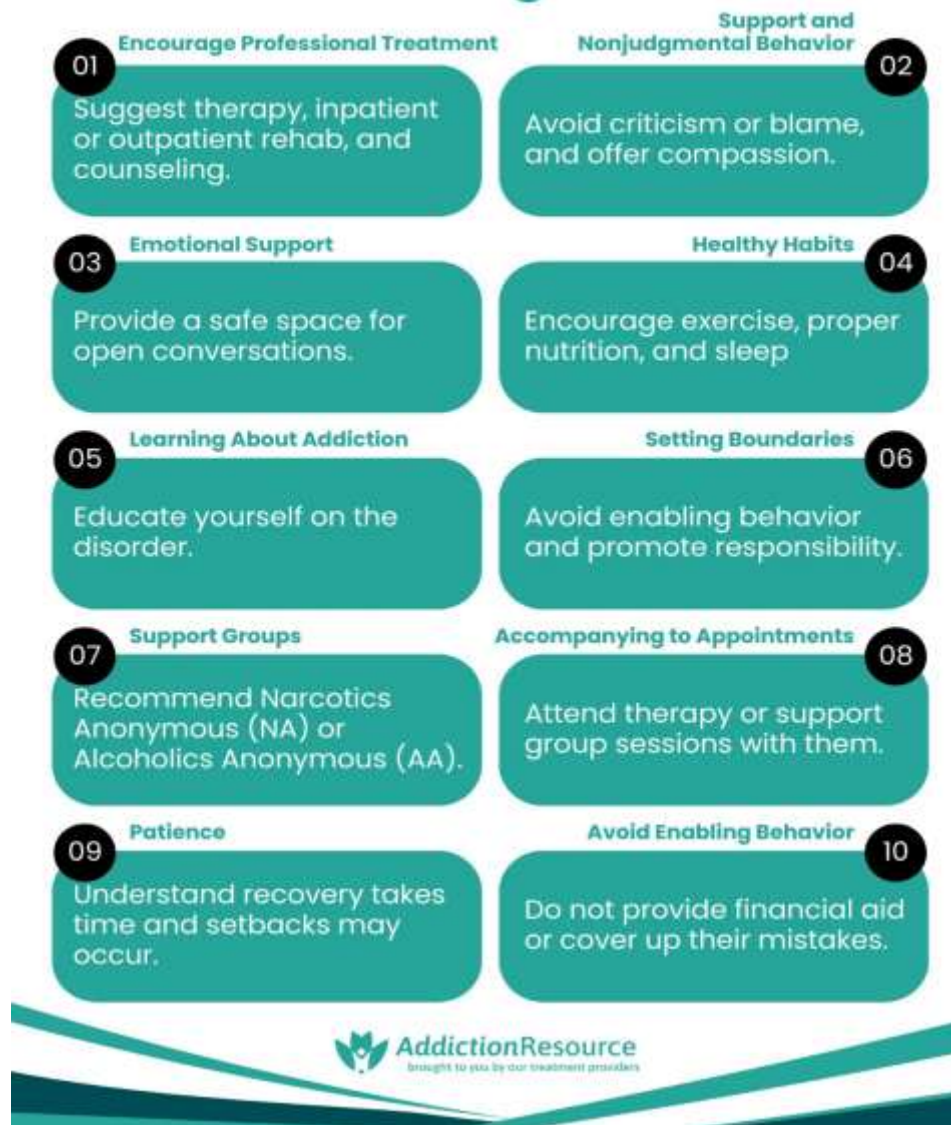 01
Encourage Professional Treatment
Suggest therapy, inpatient
or outpatient rehab, and
counseling.
Support and
Nonjudgmental Behavior
02
Avoid criticism or blame,
and offer compassion.
03
Emotional Support
Provide a safe space for
open conversations.
Healthy Habits
04
Encourage exercise, proper
nutrition, and sleep
05
Learning About Addiction
Educate yourself on the
disorder.
Setting Boundaries
06
Avoid enabling behavior
and promote responsibility.
07
Support Groups
Recommend Narcotics
Anonymous (NA) or
Alcoholics Anonymous (AA).
Accompanying to Appointments
08
Attend therapy or support
group sessions with them.
09
Patience
Understand recovery takes
time and setbacks may
occur.
Avoid Enabling Behavior
10
Do not provide financial aid
or cover up their mistakes.
AddictionResource
brought to you by our treatment providers